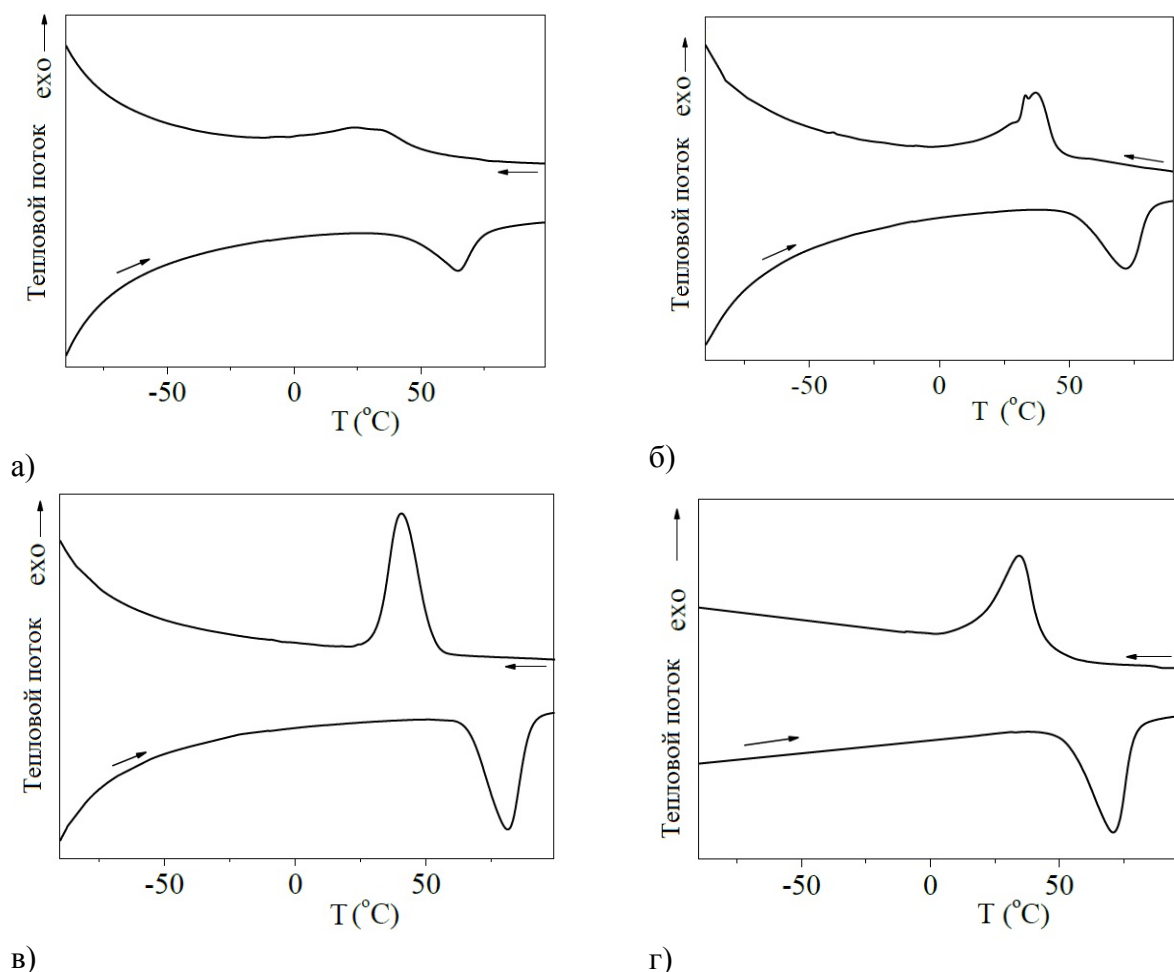 Тепловой поток exo
-50 0 50
T (°C)
а)
Тепловой поток exo
-50 0 50
T (°C)
б)
Тепловой поток exo
-50 0 50
T (°C)
в)
Тепловой поток exo
-50 0 50
T (°C)
г)